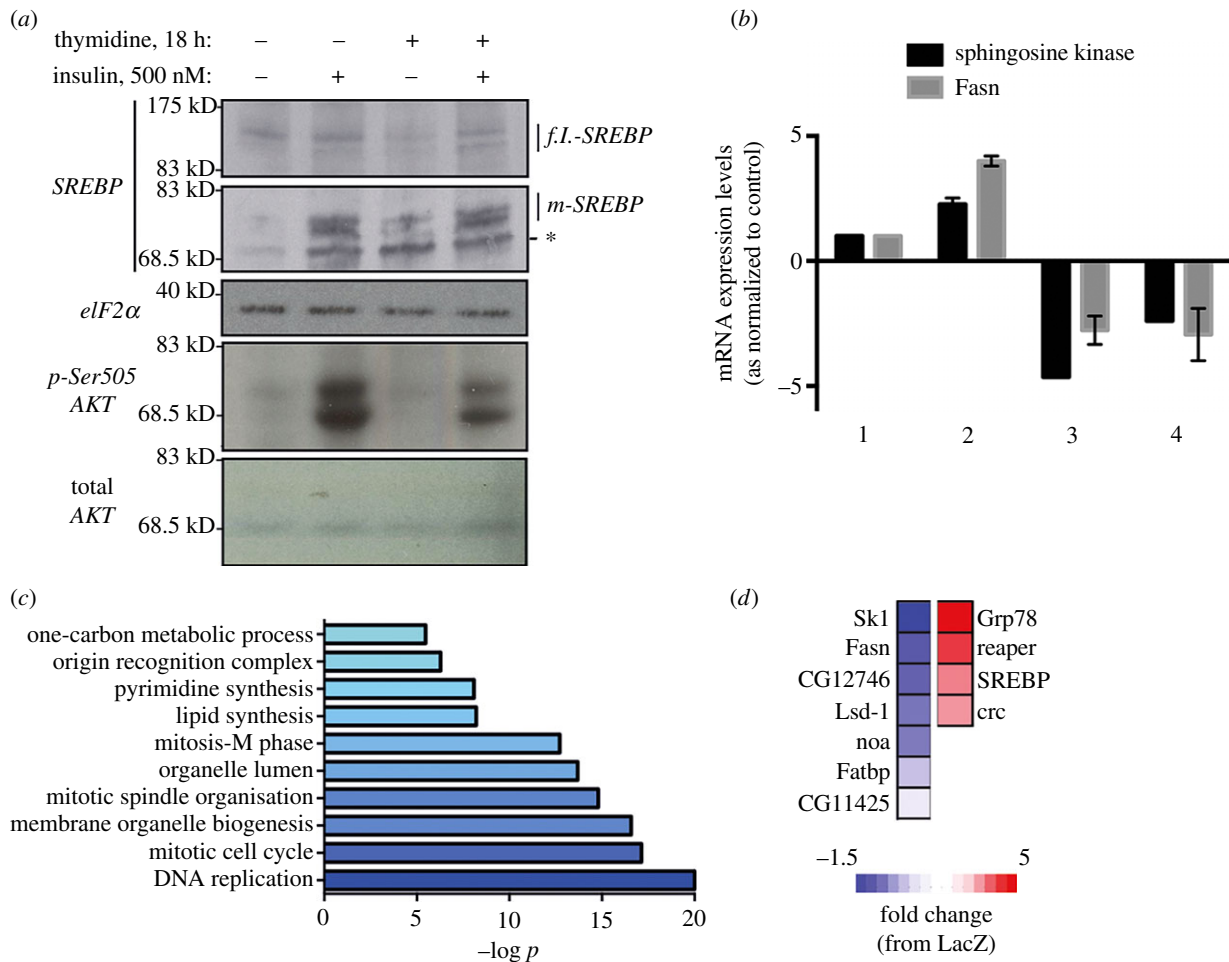 (a)
thymidine, 18 h: – – + +
insulin, 500 nM: – + – +
175 kD
f.I.-SREBP
83 kD
SREBP
83 kD
m-SREBP
*
68.5 kD
40 kD
eIF2α
83 kD
p-Ser505
AKT
68.5 kD
83 kD
total
AKT
68.5 kD
(b)
sphingosine kinase
Fasn
mRNA expression levels
(as normalized to control)
5
0
–5
1 2 3 4
(c)
one-carbon metabolic process
origin recognition complex
pyrimidine synthesis
lipid synthesis
mitosis-M phase
organelle lumen
mitotic spindle organisation
membrane organelle biogenesis
mitotic cell cycle
DNA replication
0 5 10 15 20
–log p
(d)
Sk1 Grp78
Fasn reaper
CG12746 SREBP
Lsd-1 crc
noa
Fatbp
CG11425
–1.5 5
fold change
(from LacZ)